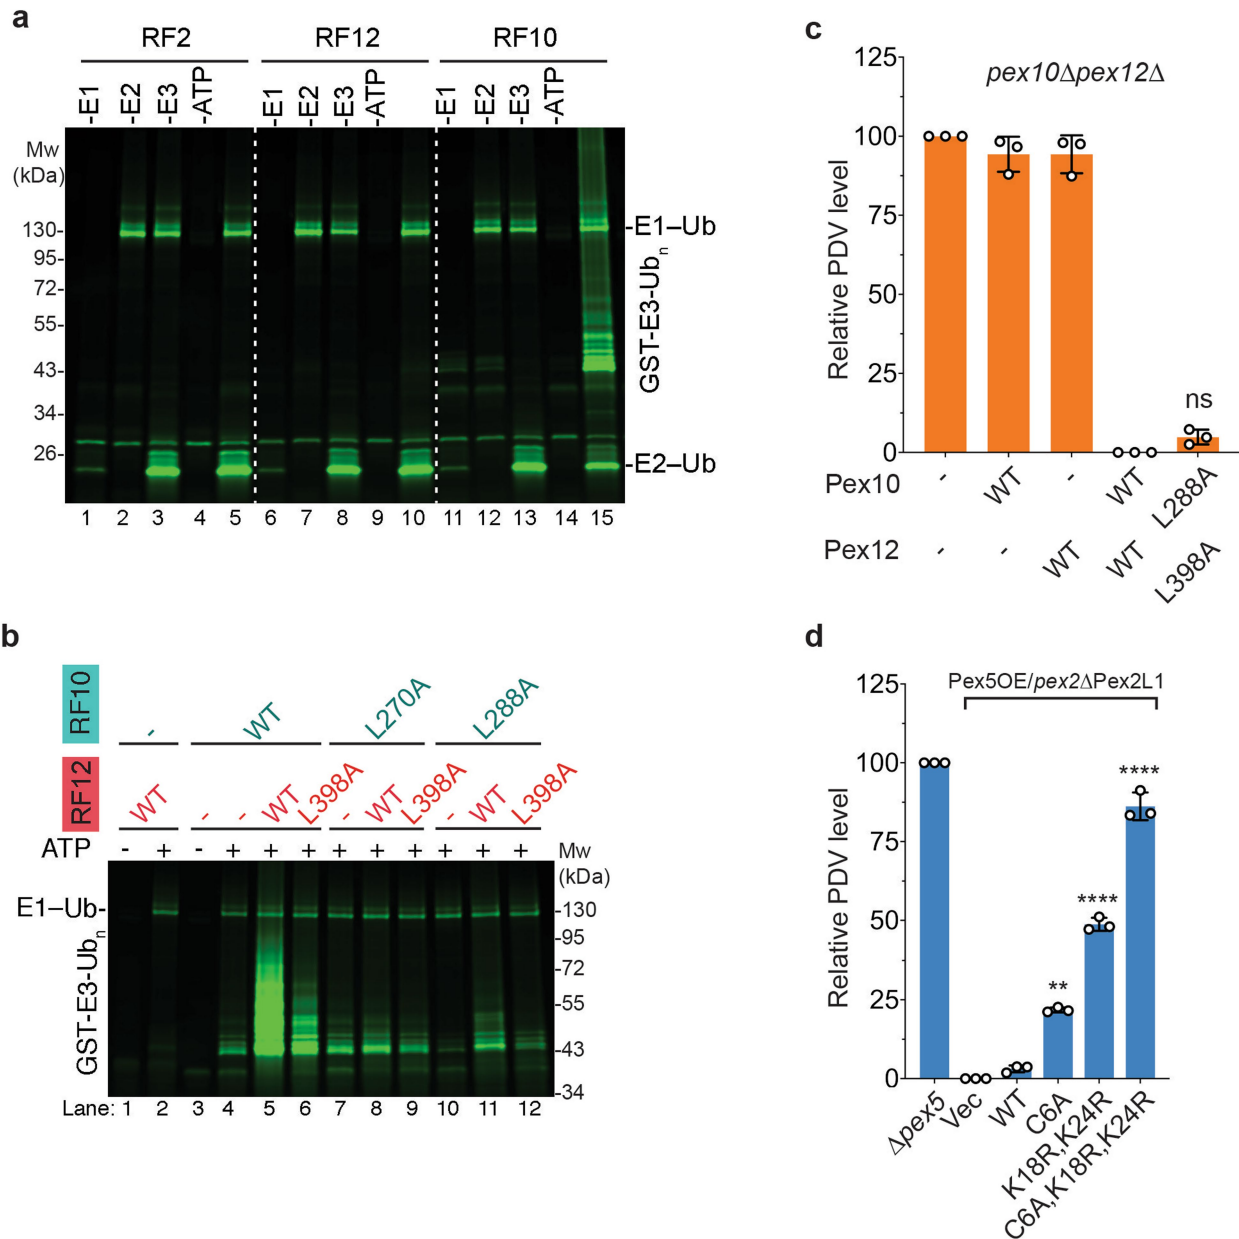 a
RF2 RF12 RF10
-E1 -E2 -E3 -ATP -E1 -E2 -E3 -ATP -E1 -E2 -E3 -ATP
Mw
(kDa)
130-
95-
72-
55-
43-
34-
26-
-E1–Ub
GST-E3-Ubn
-E2–Ub
1 2 3 4 5 6 7 8 9 10 11 12 13 14 15
b
RF10
- WT L270A L288A
RF12
WT - - WT L398A - WT L398A - WT L398A
ATP - + - + + + + + + + + +
Mw
(kDa)
E1–Ub-
GST-E3-Ubn
-130
-95
-72
-55
-43
-34
Lane: 1 2 3 4 5 6 7 8 9 10 11 12
c
pex10Δpex12Δ
Relative PDV level
125
100
75
50
25
0
ns
Pex10 - WT - WT L288A
Pex12 - - WT WT L398A
d
Pex5OE/pex2ΔPex2L1
Relative PDV level
125
100
75
50
25
0
**
****
****
Δpex5 Vec WT C6A K18R,K24R C6A,K18R,K24R